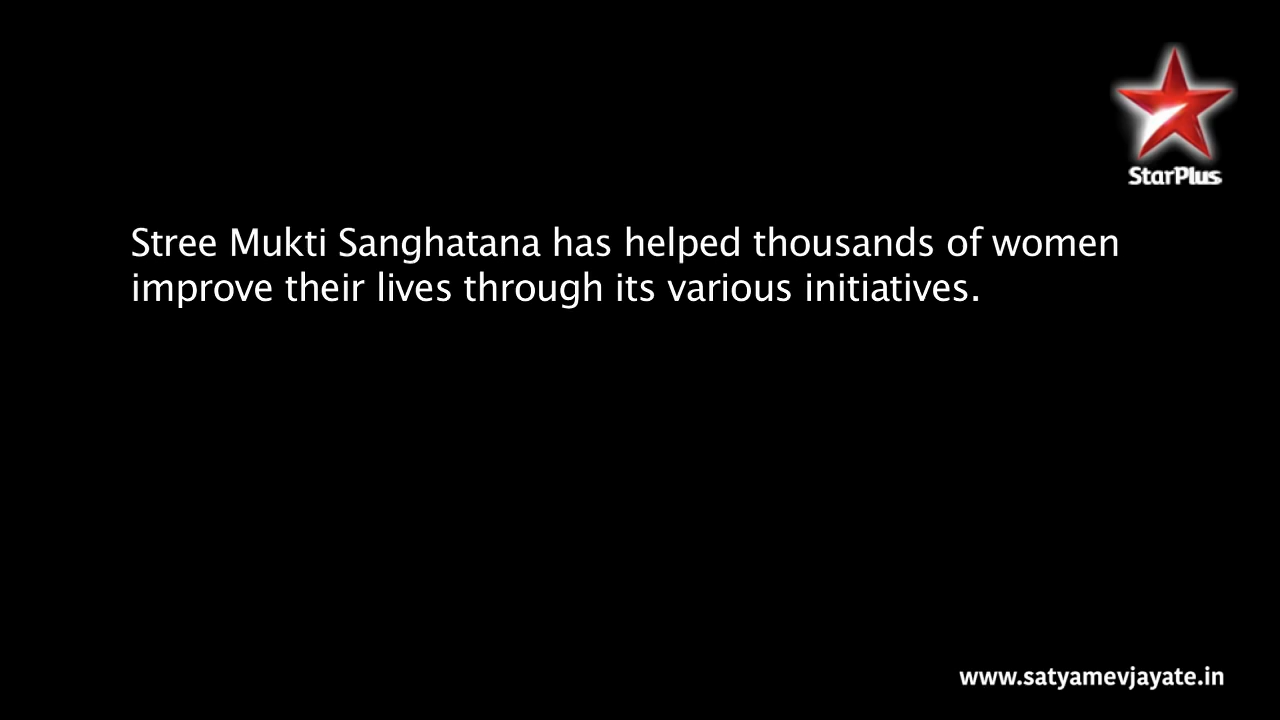 StarPlus
Stree Mukti Sanghatana has helped thousands of women
improve their lives through its various initiatives.
www.satyamevjayate.in